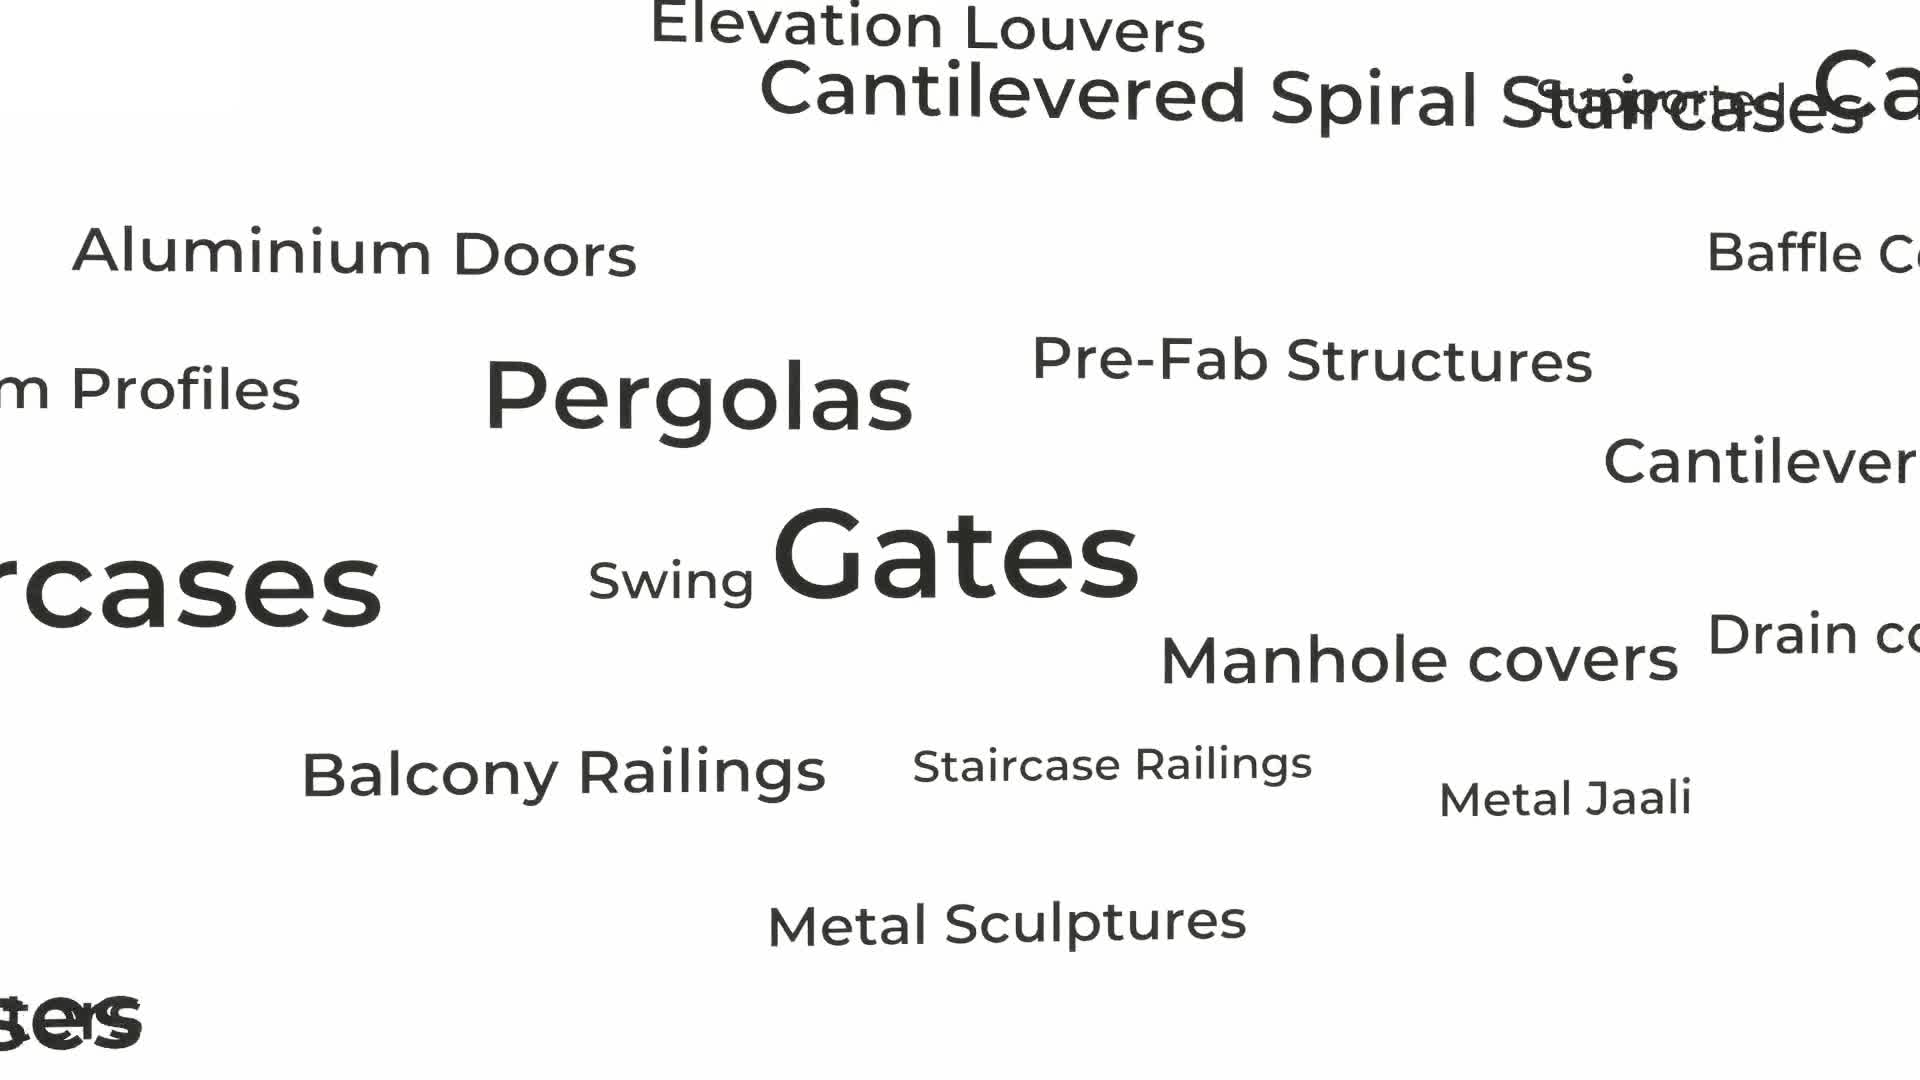 Elevation Louvers
Cantilevered Spiral Staircases
Supported
Ca
Aluminium Doors
Baffle C
m Profiles
Pergolas
Pre-Fab Structures
Cantilever
rcases
Swing
Gates
Manhole covers
Drain co
Balcony Railings
Staircase Railings
Metal Jaali
Metal Sculptures